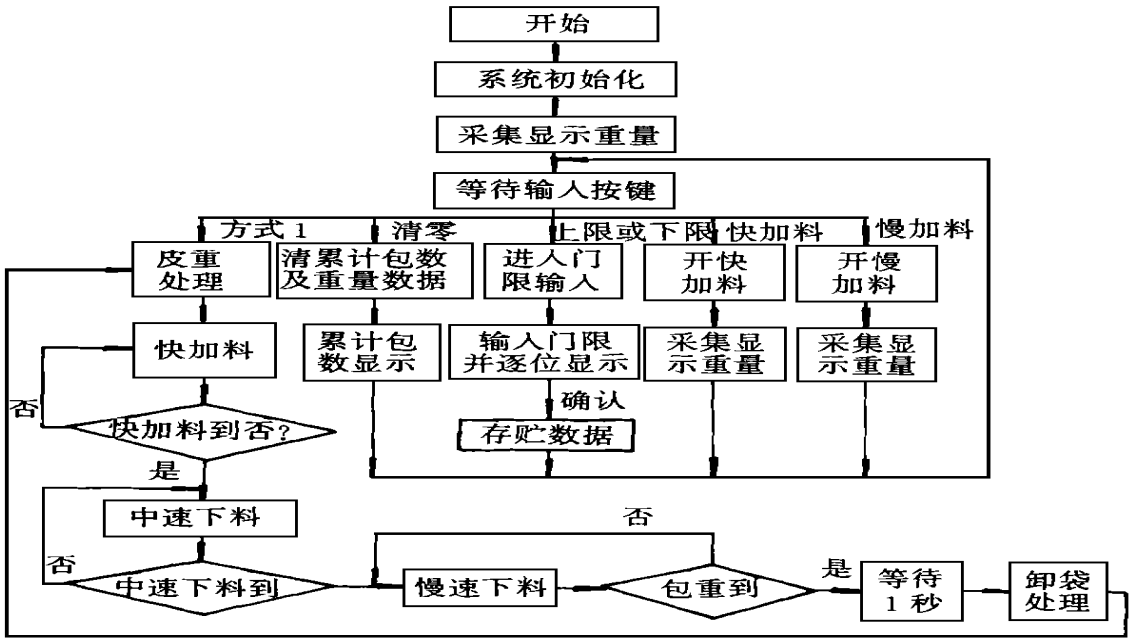 开始
系统初始化
采集显示重量
等待输入按键
方式1
清零
上限或下限
快加料
慢加料
皮重
处理
清累计包数
及重量数据
进入门
限输入
开快
加料
开慢
加料
快加料
累计包
数显示
输入门限
并逐位显示
采集显
示重量
采集显
示重量
否
快加料到否?
确认
存贮数据
是
中速下料
否
否
中速下料到
慢速下料
包重到
是
等待
1秒
卸袋
处理